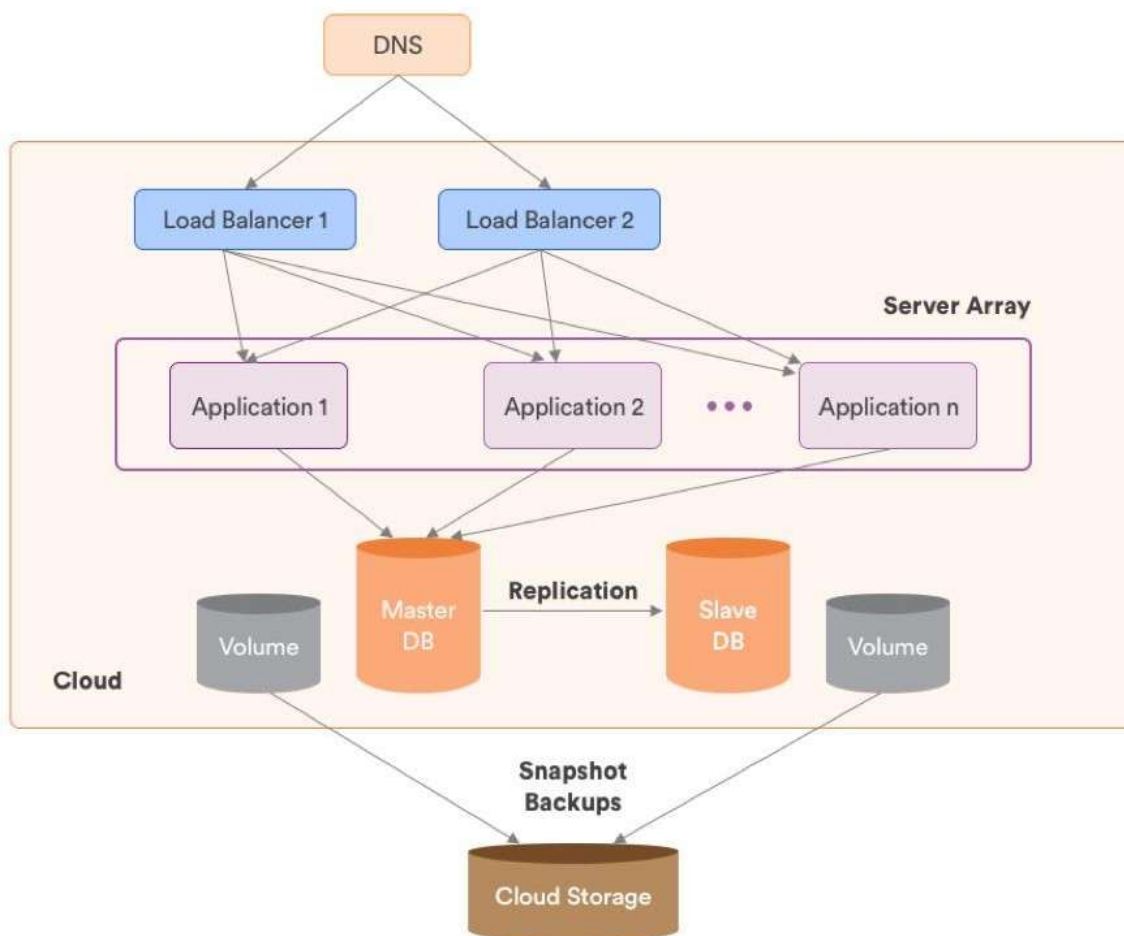 DNS
Load Balancer 1
Load Balancer 2
Server Array
Application 1
Application 2
Application n
Master
DB
Replication
Slave
DB
Volume
Volume
Cloud
Snapshot
Backups
Cloud Storage